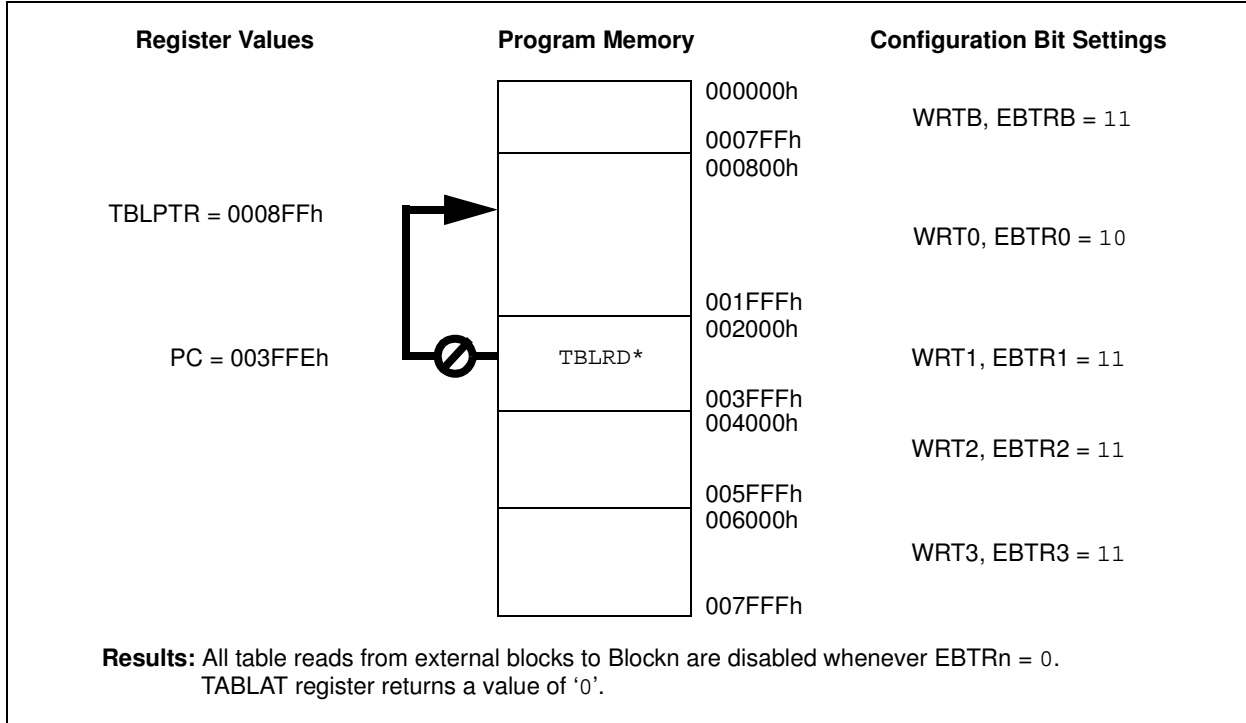 Register Values Program Memory Configuration Bit Settings
000000h
WRTB, EBTRB = 11
0007FFh
000800h
TBLPTR = 0008FFh
WRT0, EBTR0 = 10
001FFFh
002000h
PC = 003FFEh TBLRD* WRT1, EBTR1 = 11
003FFFh
004000h
WRT2, EBTR2 = 11
005FFFh
006000h
WRT3, EBTR3 = 11
007FFFh
Results: All table reads from external blocks to Blockn are disabled whenever EBTRn = 0.
TABLAT register returns a value of ‘0’.